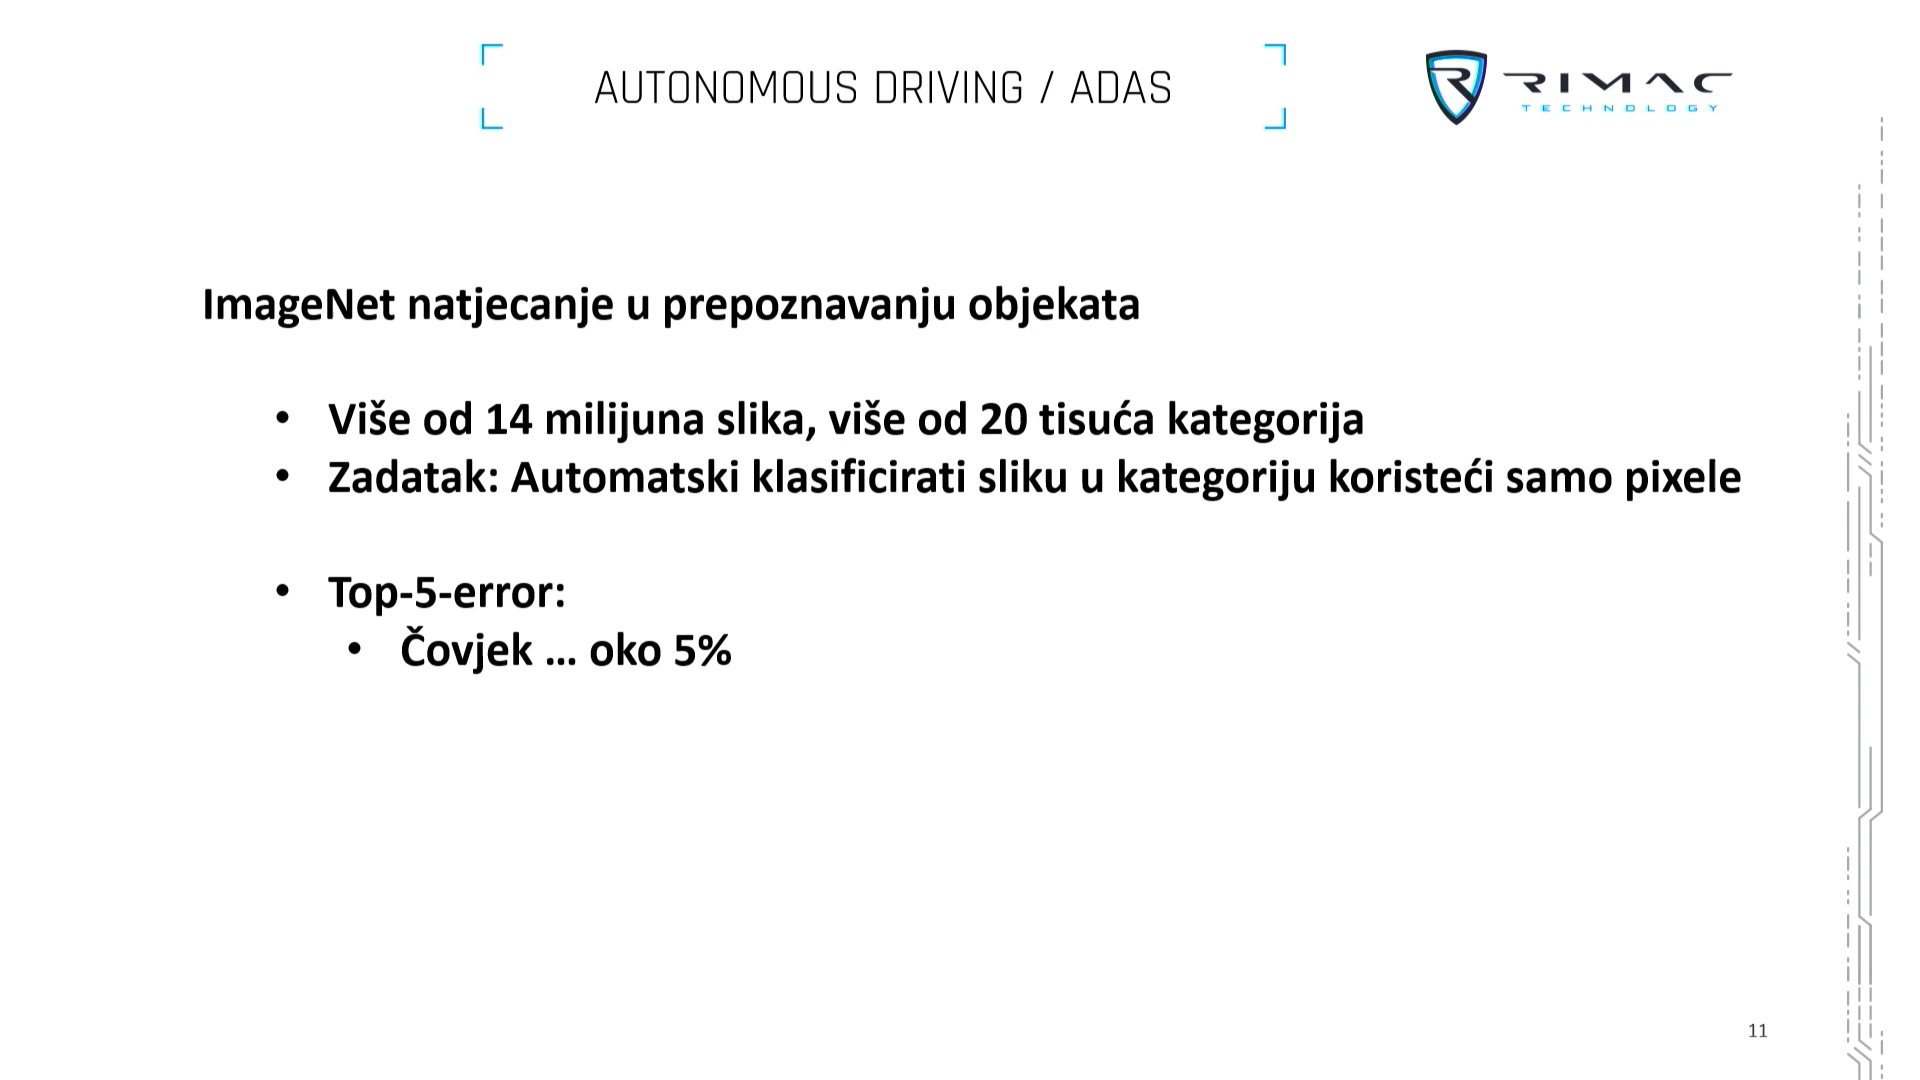 AUTONOMOUS DRIVING / ADAS
RIMAC
TECHNOLOGY
ImageNet natjecanje u prepoznavanju objekata
• Više od 14 milijuna slika, više od 20 tisuća kategorija
• Zadatak: Automatski klasificirati sliku u kategoriju koristeći samo pixele
• Top-5-error:
• Čovjek … oko 5%
11